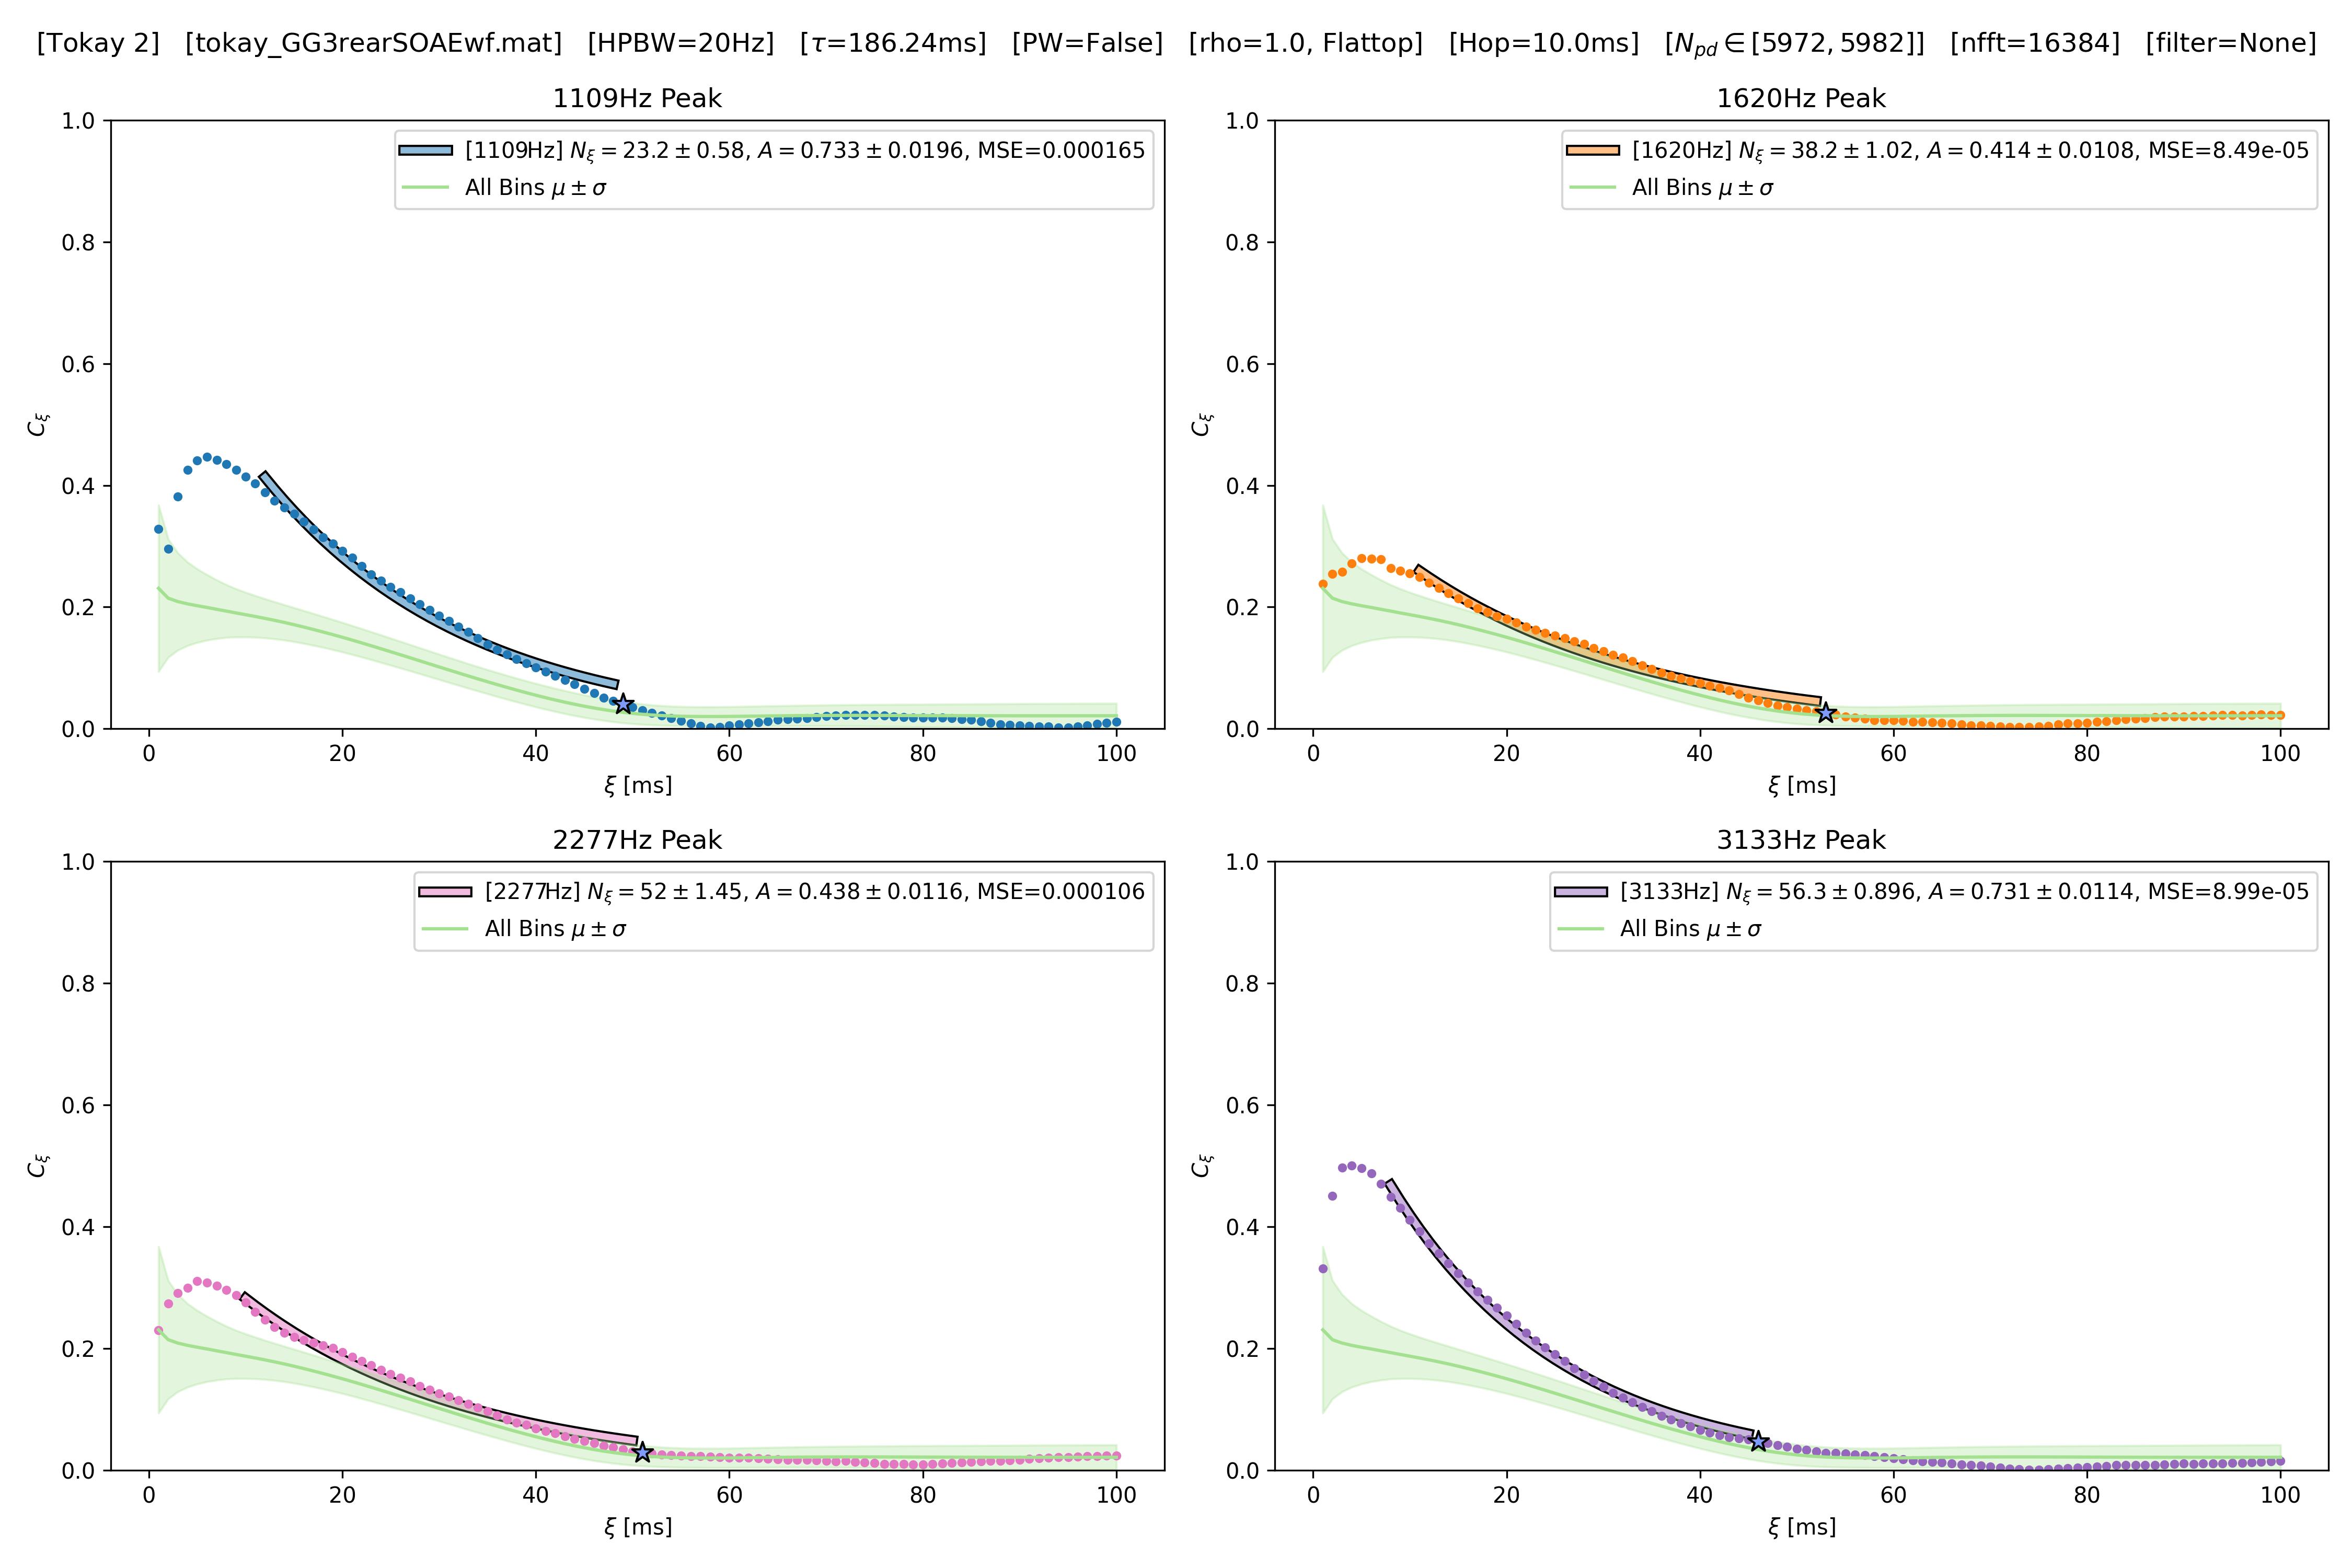 [Tokay 2] [tokay_GG3rearSOAEwf.mat] [HPBW=20Hz] [τ=186.24ms] [PW=False] [rho=1.0, Flattop] [Hop=10.0ms] [N_pd ∈ [5972, 5982]] [nfft=16384] [filter=None]
1109Hz Peak
[1109Hz] N_ξ = 23.2 ± 0.58, A = 0.733 ± 0.0196, MSE=0.000165
All Bins μ ± σ
1.0
0.8
0.6
0.4
0.2
0.0
C_ξ
0 20 40 60 80 100
ξ [ms]
1620Hz Peak
[1620Hz] N_ξ = 38.2 ± 1.02, A = 0.414 ± 0.0108, MSE=8.49e-05
All Bins μ ± σ
1.0
0.8
0.6
0.4
0.2
0.0
C_ξ
0 20 40 60 80 100
ξ [ms]
2277Hz Peak
[2277Hz] N_ξ = 52 ± 1.45, A = 0.438 ± 0.0116, MSE=0.000106
All Bins μ ± σ
1.0
0.8
0.6
0.4
0.2
0.0
C_ξ
0 20 40 60 80 100
ξ [ms]
3133Hz Peak
[3133Hz] N_ξ = 56.3 ± 0.896, A = 0.731 ± 0.0114, MSE=8.99e-05
All Bins μ ± σ
1.0
0.8
0.6
0.4
0.2
0.0
C_ξ
0 20 40 60 80 100
ξ [ms]